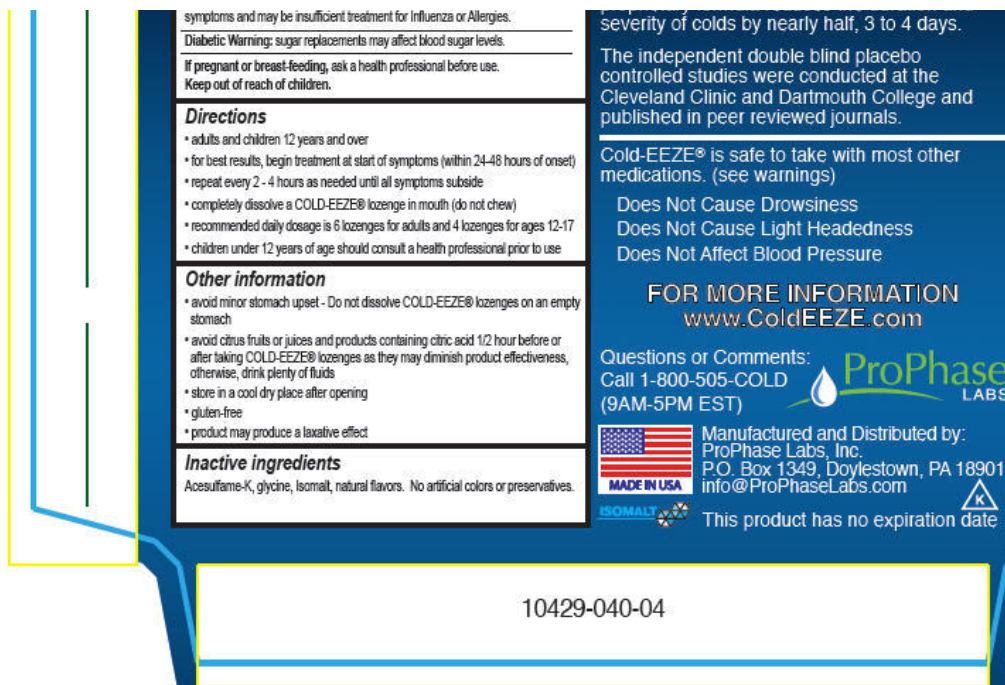 symptoms and may be insufficient treatment for Influenza or Allergies.
Diabetic Warning: sugar replacements may affect blood sugar levels.
If pregnant or breast-feeding, ask a health professional before use.
Keep out of reach of children.
Directions
• adults and children 12 years and over
• for best results, begin treatment at start of symptoms (within 24-48 hours of onset)
• repeat every 2 - 4 hours as needed until all symptoms subside
• completely dissolve a COLD-EEZE® lozenge in mouth (do not chew)
• recommended daily dosage is 6 lozenges for adults and 4 lozenges for ages 12-17
• children under 12 years of age should consult a health professional prior to use
Other information
• avoid minor stomach upset - Do not dissolve COLD-EEZE® lozenges on an empty
stomach
• avoid citrus fruits or juices and products containing citric acid 1/2 hour before or
after taking COLD-EEZE® lozenges as they may diminish product effectiveness,
otherwise, drink plenty of fluids
• store in a cool dry place after opening
• gluten-free
• product may produce a laxative effect
Inactive ingredients
Acesulfame-K, glycine, Isomalt, natural flavors. No artificial colors or preservatives.
severity of colds by nearly half, 3 to 4 days.
The independent double blind placebo
controlled studies were conducted at the
Cleveland Clinic and Dartmouth College and
published in peer reviewed journals.
Cold-EEZE® is safe to take with most other
medications. (see warnings)
Does Not Cause Drowsiness
Does Not Cause Light Headedness
Does Not Affect Blood Pressure
FOR MORE INFORMATION
www.ColdEEZE.com
Questions or Comments:
Call 1-800-505-COLD
(9AM-5PM EST)
ProPhase
LABS
MADE IN USA
Manufactured and Distributed by:
ProPhase Labs, Inc.
P.O. Box 1349, Doylestown, PA 18901
info@ProPhaseLabs.com
K
ISOMALT
This product has no expiration date
10429-040-04